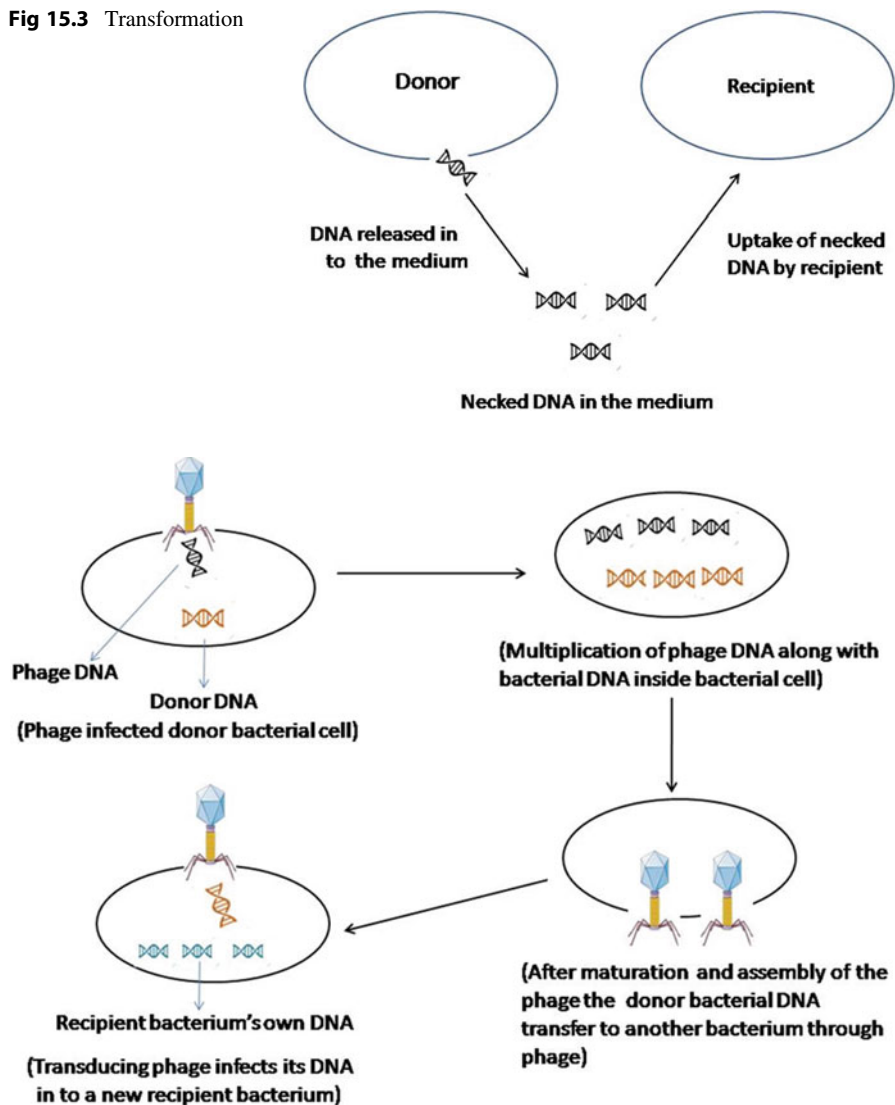 Fig 15.3 Transformation
Donor
Recipient
DNA released in
to the medium
Uptake of necked
DNA by recipient
Necked DNA in the medium
Phage DNA
Donor DNA
(Phage infected donor bacterial cell)
(Multiplication of phage DNA along with
bacterial DNA inside bacterial cell)
(After maturation and assembly of the
phage the donor bacterial DNA
transfer to another bacterium through
phage)
Recipient bacterium's own DNA
(Transducing phage infects its DNA
in to a new recipient bacterium)